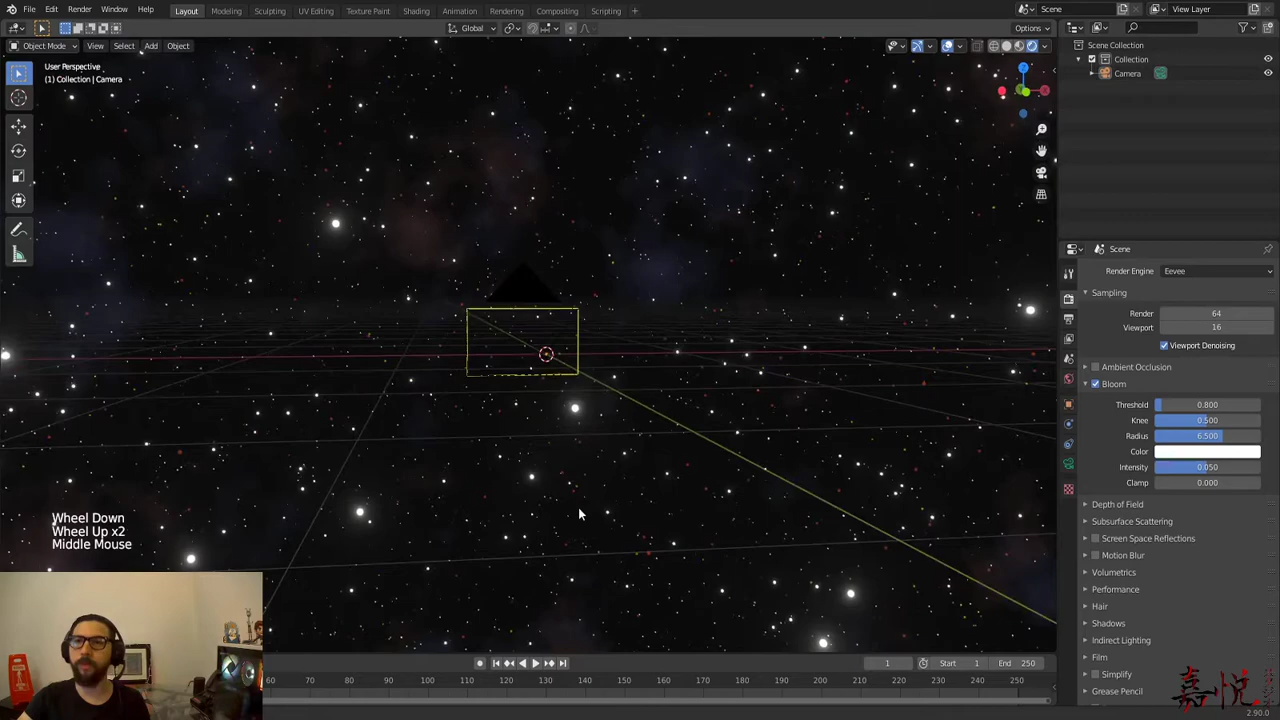 File Edit Render Window Help Layout Modeling Sculpting UV Editing Texture Paint Shading Animation Rendering Compositing Scripting + Scene View Layer
Global Options
Object Mode View Select Add Object
User Perspective
(1) Collection | Camera
Scene Collection
Collection
Camera
Scene
Render Engine Eevee
Sampling
Render 64
Viewport 16
Viewport Denoising
Ambient Occlusion
Bloom
Threshold 0.800
Knee 0.500
Radius 6.500
Color
Intensity 0.050
Clamp 0.000
Depth of Field
Subsurface Scattering
Screen Space Reflections
Motion Blur
Volumetrics
Performance
Hair
Shadows
Indirect Lighting
Film
Simplify
Grease Pencil
Wheel Down
Wheel Up x2
Middle Mouse
1 Start 1 End 250
60 70 80 90 100 110 120 130 140 150 160 170 180 190 200 210 220 230 240 250
嘉悦
2.90.0